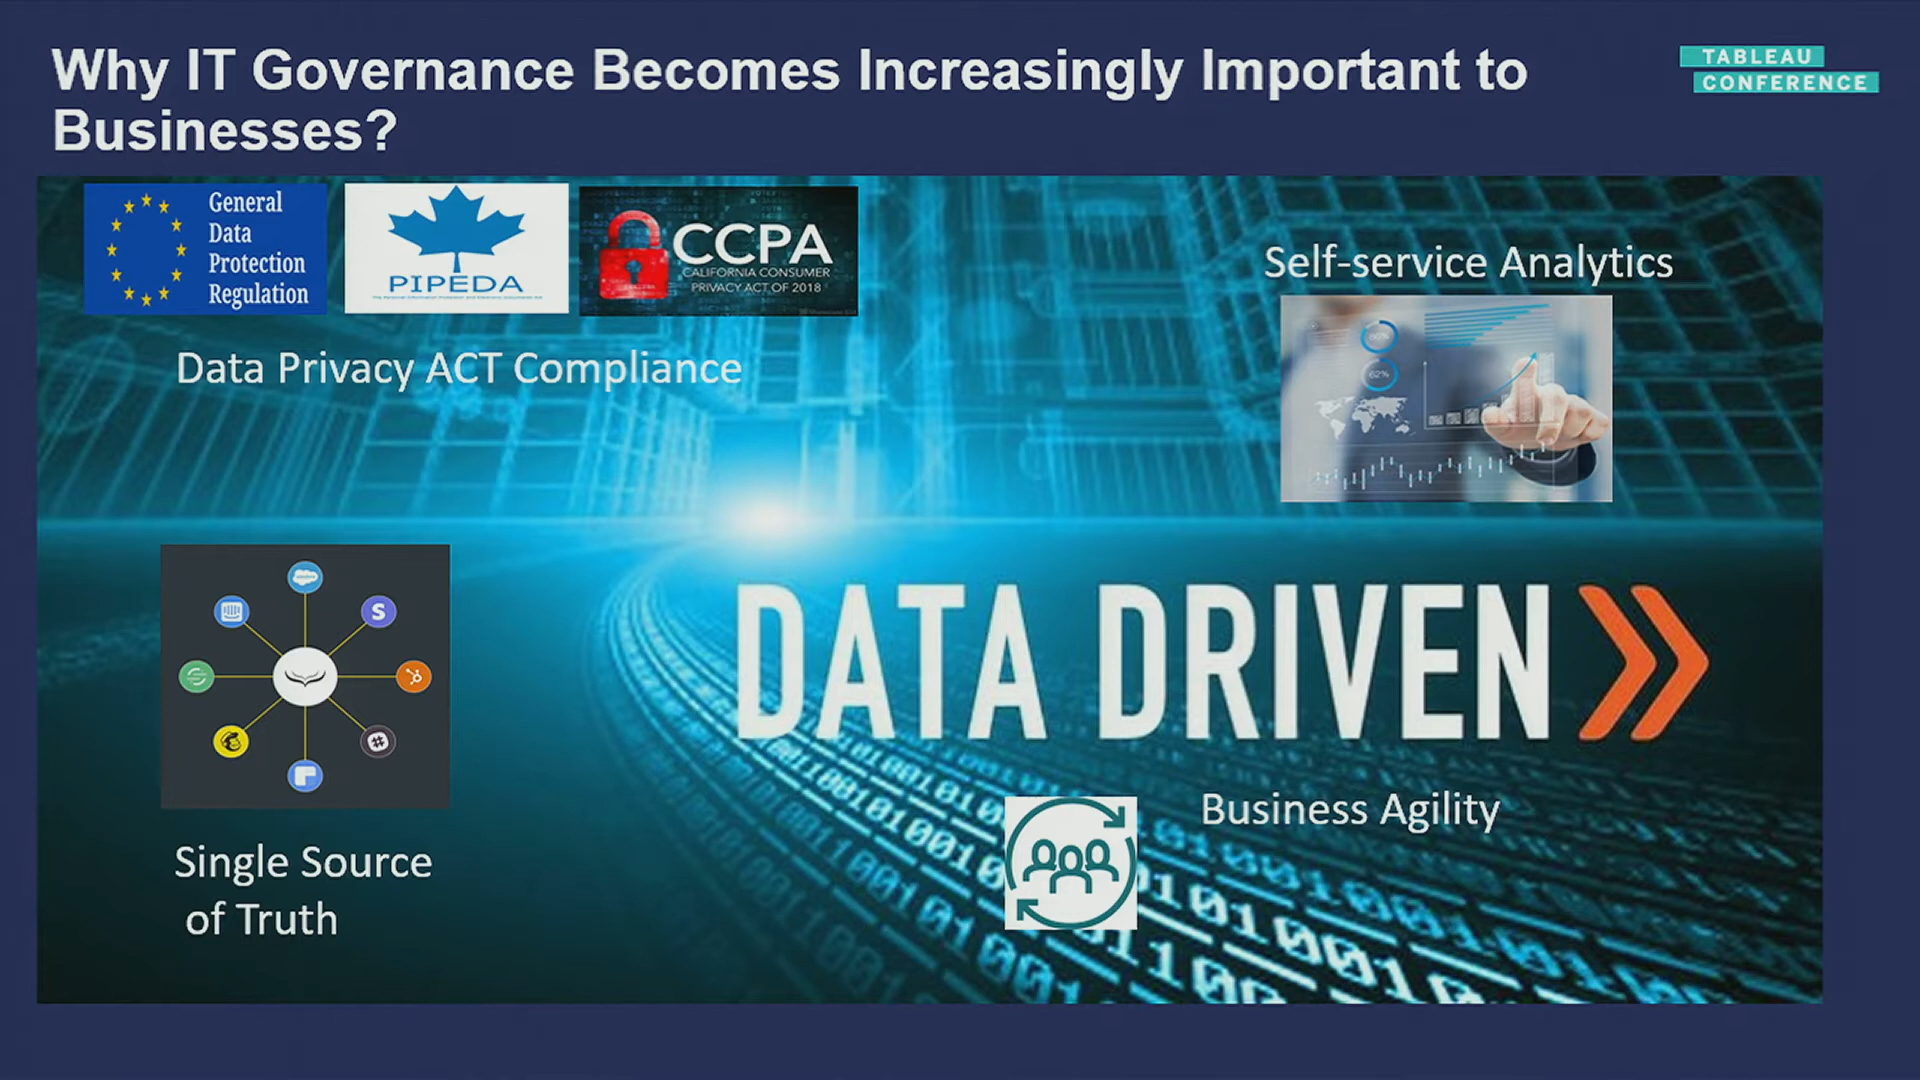 Why IT Governance Becomes Increasingly Important to
Businesses?
TABLEAU
CONFERENCE
General
Data
Protection
Regulation
PIPEDA
CCPA
CALIFORNIA CONSUMER
PRIVACY ACT OF 2018
Data Privacy ACT Compliance
Self-service Analytics
62%
DATA DRIVEN
Single Source
of Truth
Business Agility